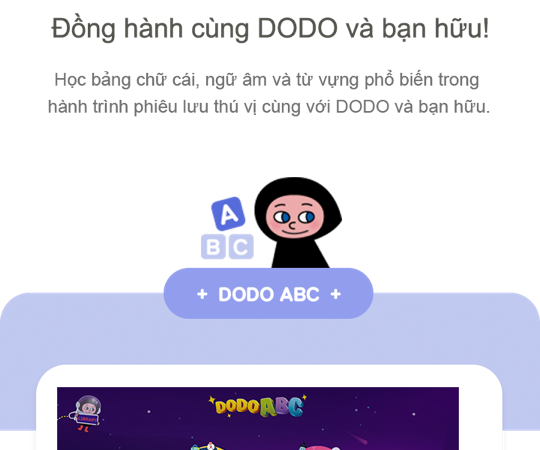 Đồng hành cùng DODO và bạn hữu!
Học bảng chữ cái, ngữ âm và từ vựng phổ biến trong
hành trình phiêu lưu thú vị cùng với DODO và bạn hữu.
A
B C
+ DODO ABC +
DODO ABC